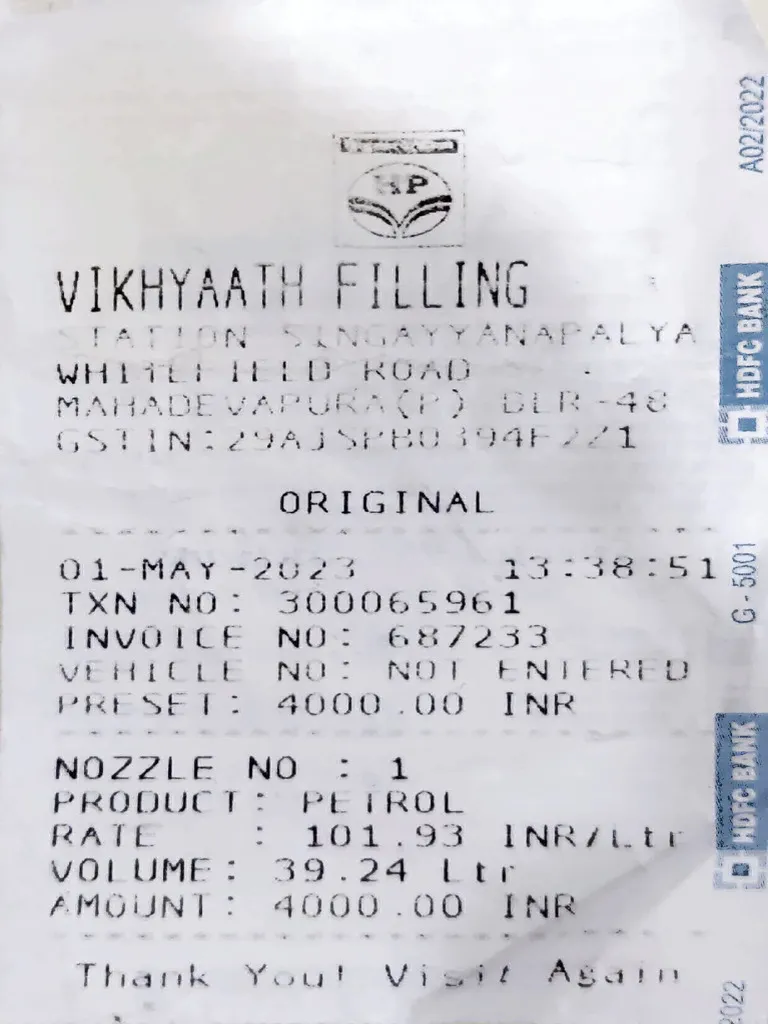 HP
VIKHYAATH FILLING
STATION SINGAYYANAPALYA
WHITEFIELD ROAD
MAHADEVAPURA(P) BLR-48
ORIGINAL
01-MAY-2023 13:38:51
TXN NO: 300065961
INVOICE NO: 687233
VEHICLE NO: NOT ENTERED
PRESET: 4000.00 INR
NOZZLE NO : 1
PRODUCT: PETROL
RATE : 101.93 INR/Ltr
VOLUME: 39.24 Ltr
AMOUNT: 4000.00 INR
Thank You! Visit Again
A02/2022
HDFC BANK
G-5001
HDFC BANK
2022